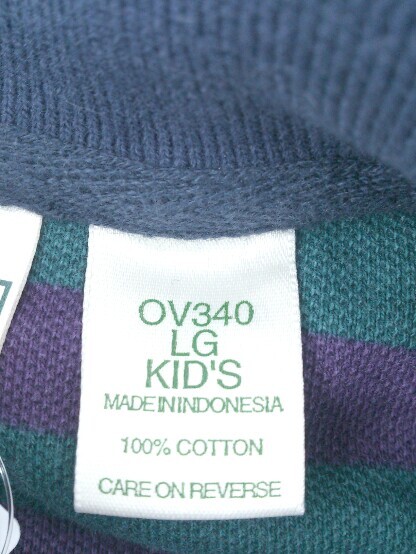 OV340
LG
KID'S
MADE IN INDONESIA
100% COTTON
CARE ON REVERSE